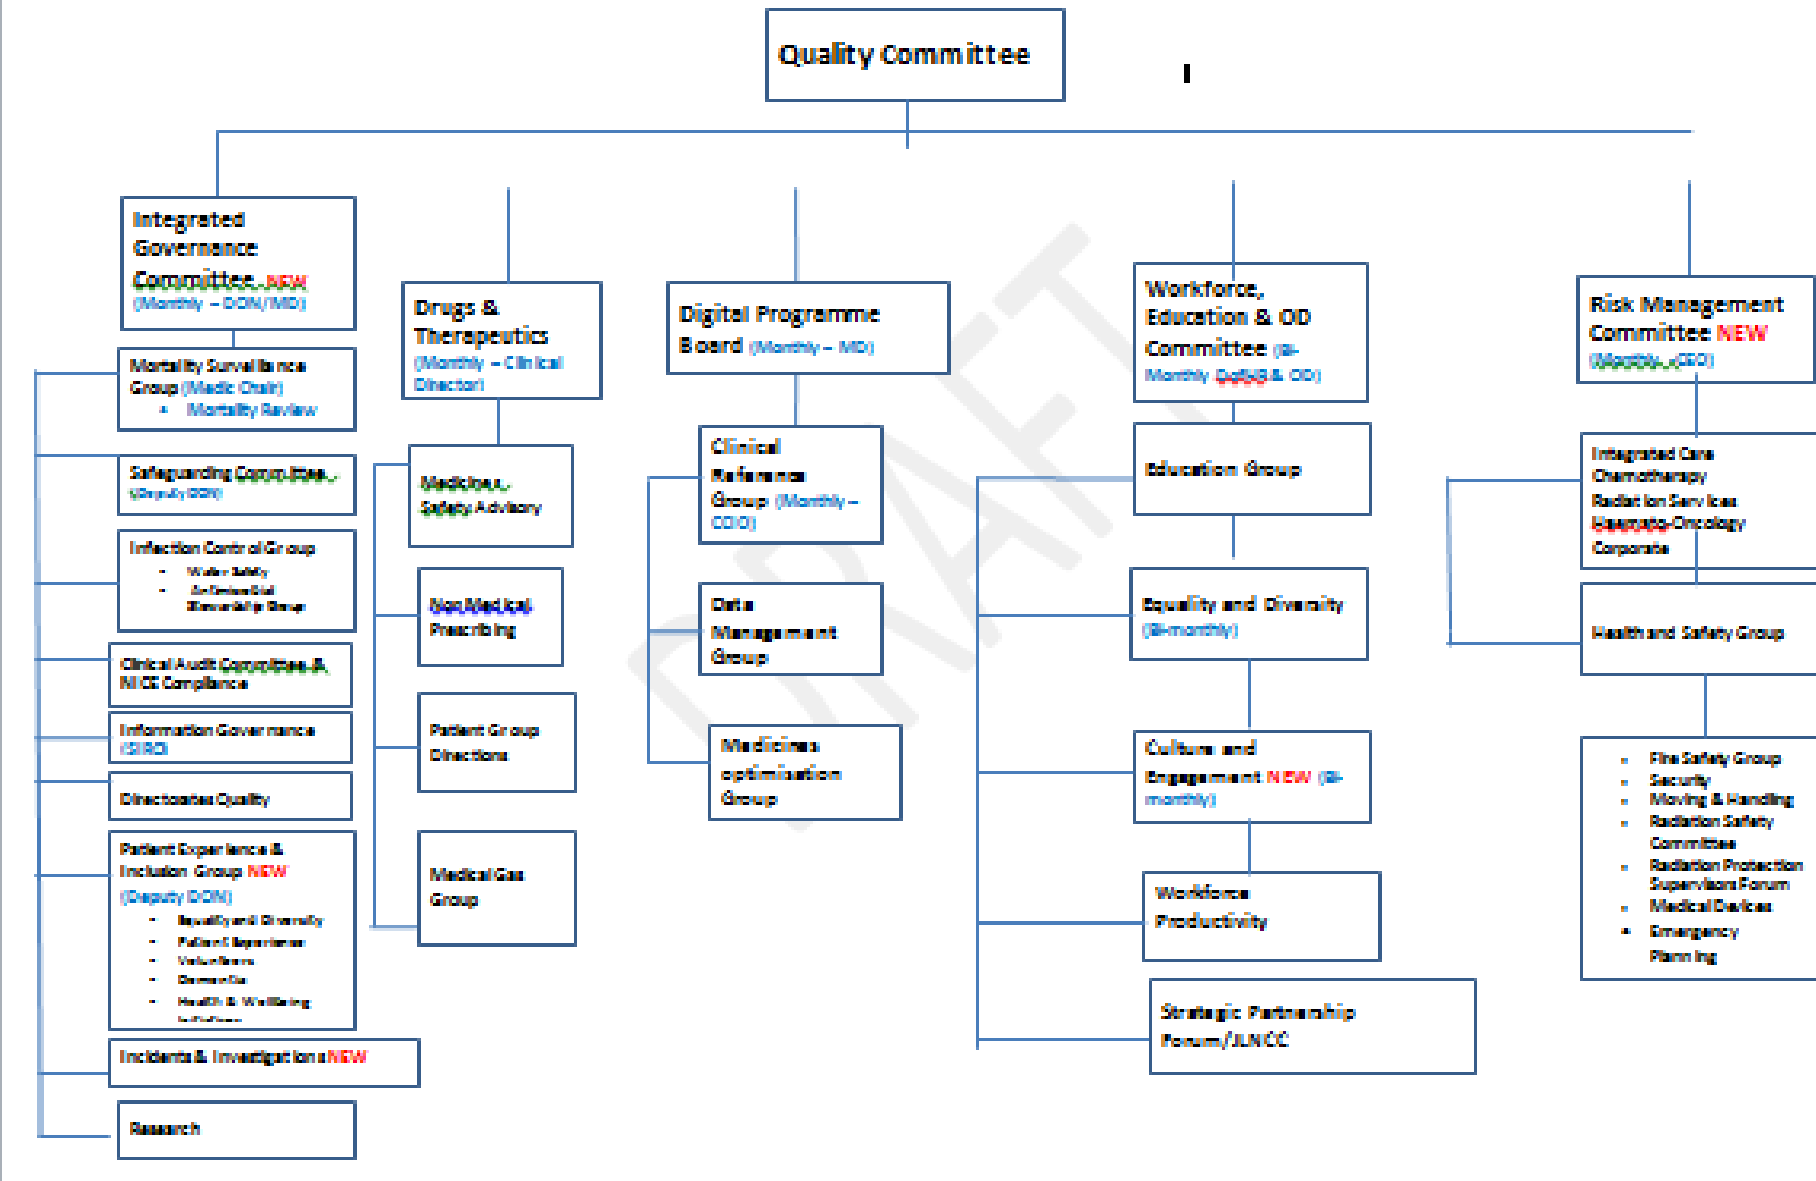 Quality Committee
Integrated
Governance
Committee - NEW
(Monthly – DON/MD)
Mortality Surveillance
Group (Medic Chair)
Mortality Review
Safeguarding Committee -
(Deputy DON)
Infection Control Group
Water Safety
Stewardship Group
Clinical Audit Committee &
NICE Compliance
Information Governance
(SIRO)
Directorates Quality
Patient Experience &
Inclusion Group NEW
(Deputy DON)
Equality and Diversity
Patient Experience
Volunteers
Dementia
Health & Wellbeing
Incidents & Investigations NEW
Research
Drugs &
Therapeutics
(Monthly – Clinical
Director)
Medicines
Safety Advisory
Non Medical
Prescribing
Patient Group
Directions
Medical Gas
Group
Digital Programme
Board (Monthly – MD)
Clinical
Reference
Group (Monthly –
CCIO)
Data
Management
Group
Medicines
optimisation
Group
Workforce,
Education & OD
Committee (Bi-
Monthly & OD)
Education Group
Equality and Diversity
(Bi-monthly)
Culture and
Engagement NEW (Bi-
monthly)
Workforce
Productivity
Strategic Partnership
Forum/JLNCC
Risk Management
Committee NEW
(Monthly - CEO)
Integrated Care
Chemotherapy
Radiation Services
Haemato-Oncology
Corporate
Health and Safety Group
Fire Safety Group
Security
Moving & Handling
Radiation Safety
Committee
Radiation Protection
Supervisors Forum
Medical Devices
Emergency
Planning
DRAFT